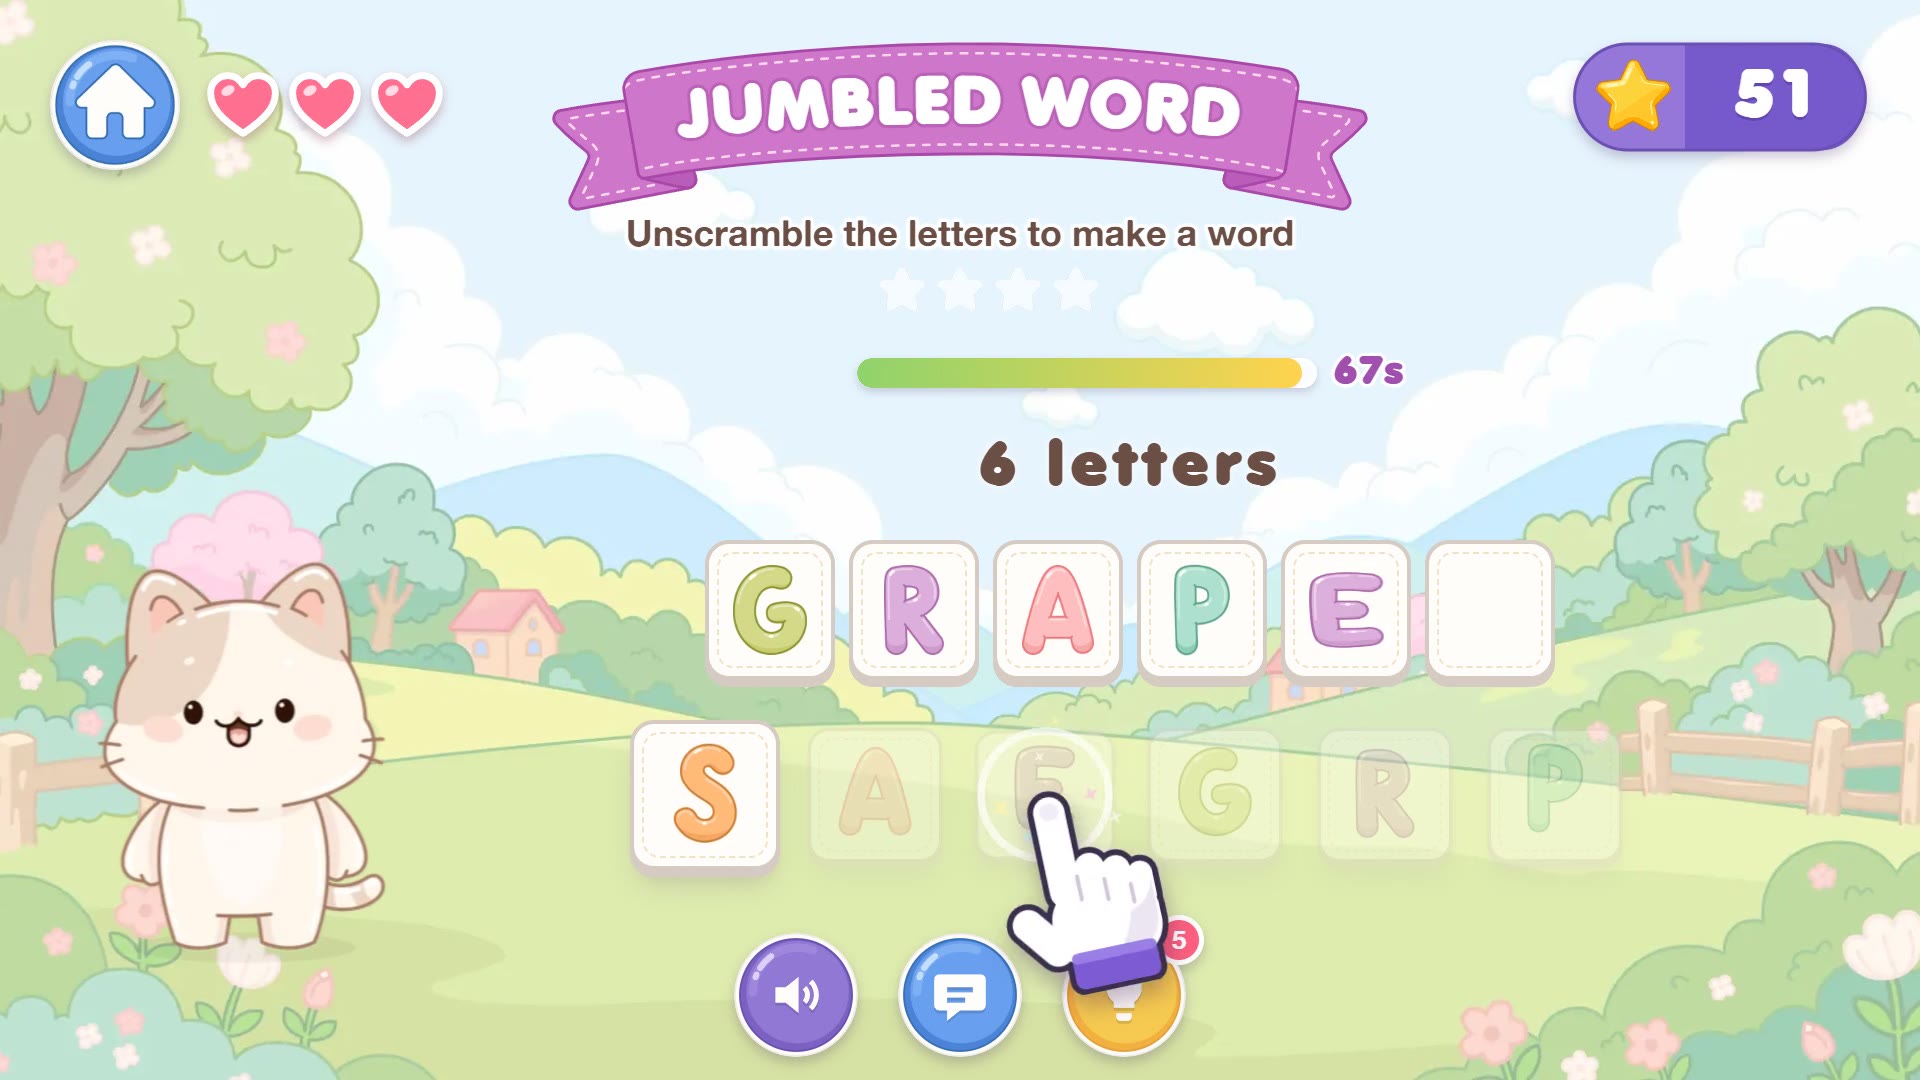 JUMBLED WORD
51
Unscramble the letters to make a word
67s
6 letters
G R A P E
S A E G R P
5